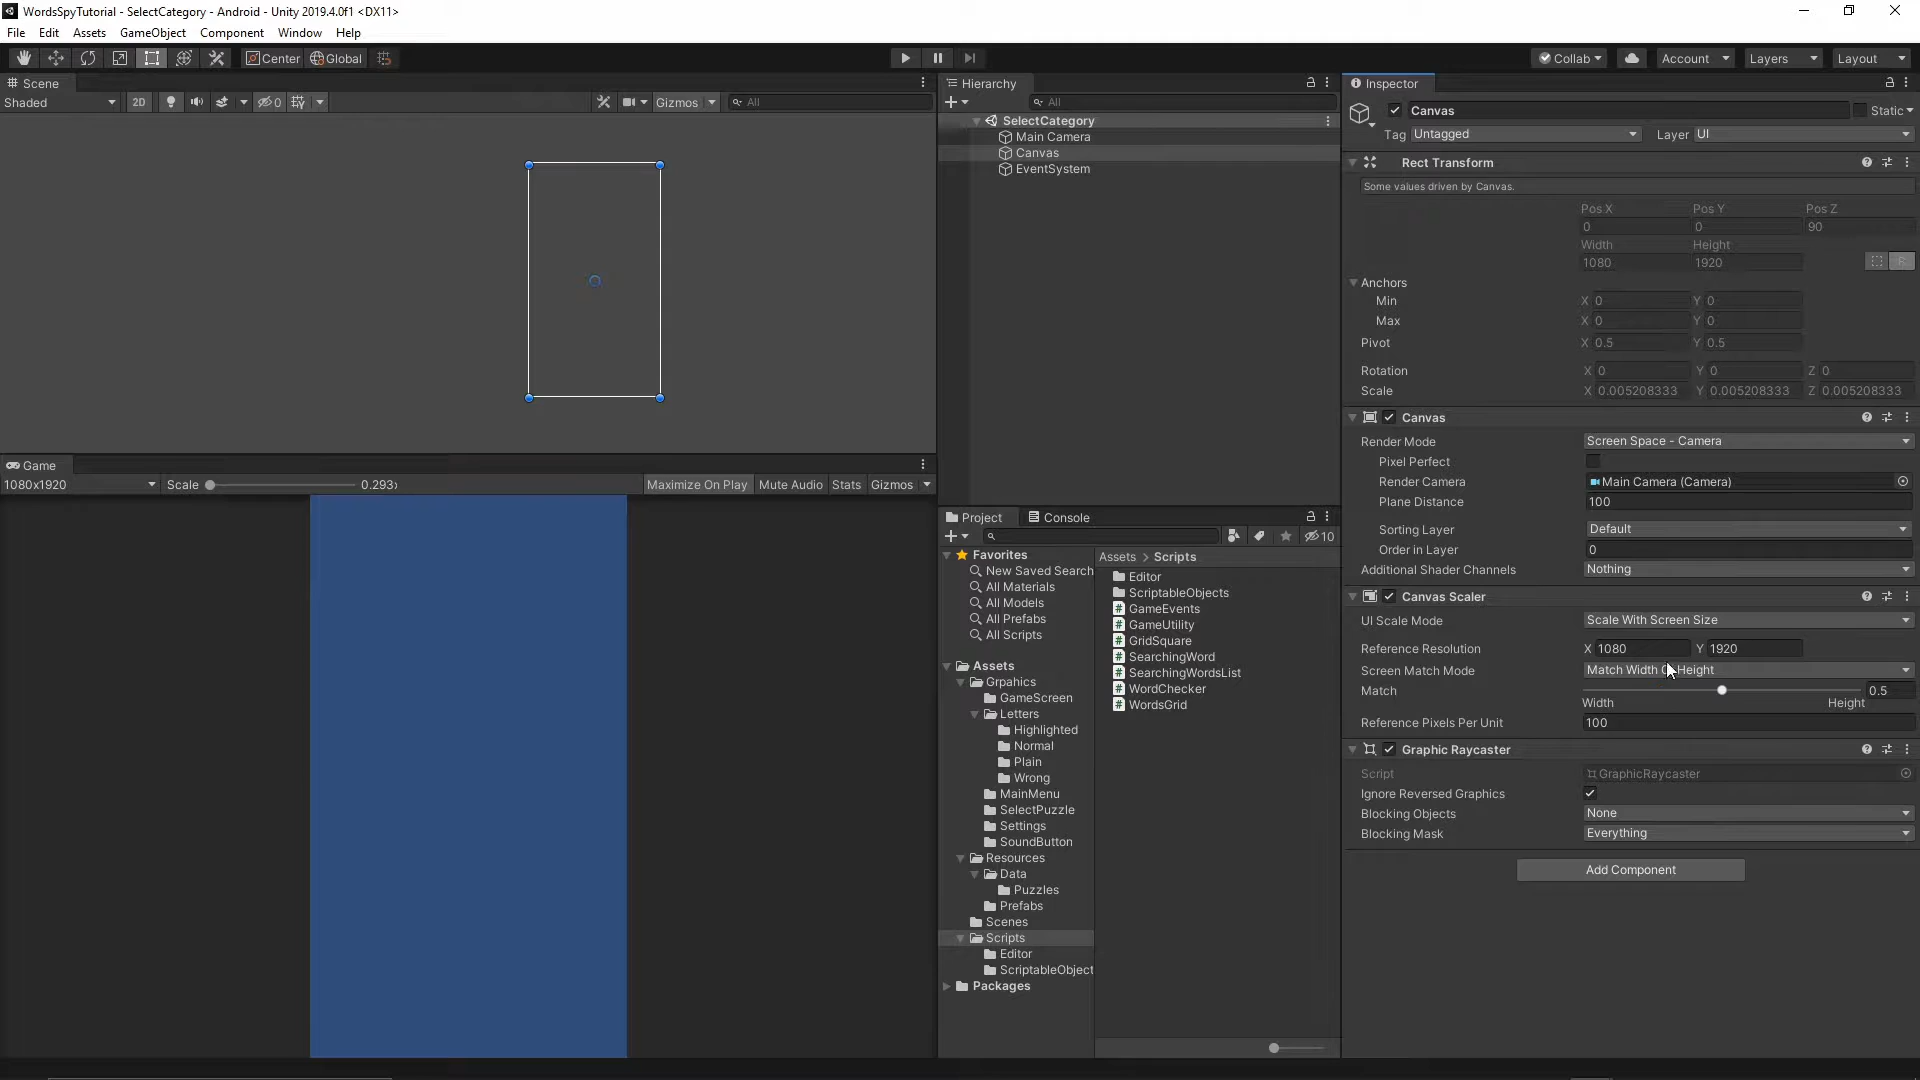 WordsSpyTutorial - SelectCategory - Android - Unity 2019.4.0f1 <DX11>
File Edit Assets GameObject Component Window Help
Center Global Collab Account Layers Layout
Scene
Shaded 2D 0 Gizmos All
Game
1080x1920 Scale 0.293 Maximize On Play Mute Audio Stats Gizmos
Hierarchy
All
SelectCategory
Main Camera
Canvas
EventSystem
Project Console
10
Favorites
New Saved Search
All Materials
All Models
All Prefabs
All Scripts
Assets
Grpahics
GameScreen
Letters
Highlighted
Normal
Plain
Wrong
MainMenu
SelectPuzzle
Settings
SoundButton
Resources
Data
Puzzles
Prefabs
Scenes
Scripts
Editor
ScriptableObject
Packages
Assets > Scripts
Editor
ScriptableObjects
GameEvents
GameUtility
GridSquare
SearchingWord
SearchingWordsList
WordChecker
WordsGrid
Inspector
Canvas Static
Tag Untagged Layer UI
Rect Transform
Some values driven by Canvas.
Pos X Pos Y Pos Z
0 0 90
Width Height
1080 1920
Anchors
Min X 0 Y 0
Max X 0 Y 0
Pivot X 0.5 Y 0.5
Rotation X 0 Y 0 Z 0
Scale X 0.005208333 Y 0.005208333 Z 0.005208333
Canvas
Render Mode Screen Space - Camera
Pixel Perfect
Render Camera Main Camera (Camera)
Plane Distance 100
Sorting Layer Default
Order in Layer 0
Additional Shader Channels Nothing
Canvas Scaler
UI Scale Mode Scale With Screen Size
Reference Resolution X 1080 Y 1920
Screen Match Mode Match Width Height
Match 0.5
Width Height
Reference Pixels Per Unit 100
Graphic Raycaster
Script GraphicRaycaster
Ignore Reversed Graphics
Blocking Objects None
Blocking Mask Everything
Add Component